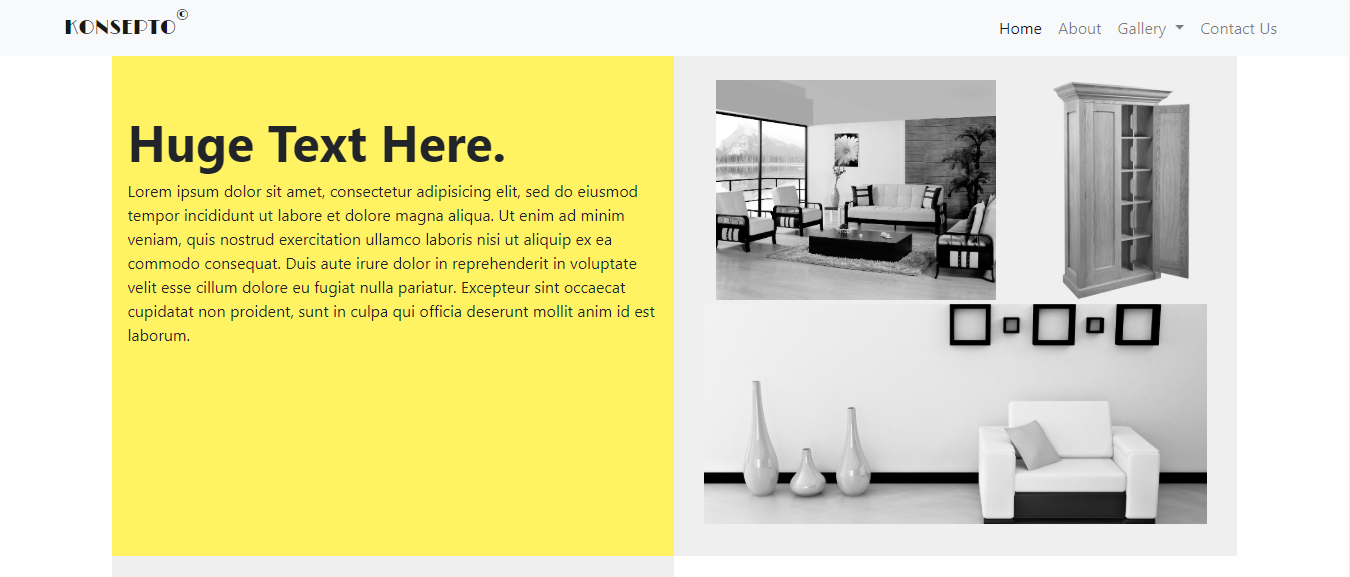 KONSEPTO©
Home About Gallery Contact Us
Huge Text Here.
Lorem ipsum dolor sit amet, consectetur adipisicing elit, sed do eiusmod
tempor incididunt ut labore et dolore magna aliqua. Ut enim ad minim
veniam, quis nostrud exercitation ullamco laboris nisi ut aliquip ex ea
commodo consequat. Duis aute irure dolor in reprehenderit in voluptate
velit esse cillum dolore eu fugiat nulla pariatur. Excepteur sint occaecat
cupidatat non proident, sunt in culpa qui officia deserunt mollit anim id est
laborum.